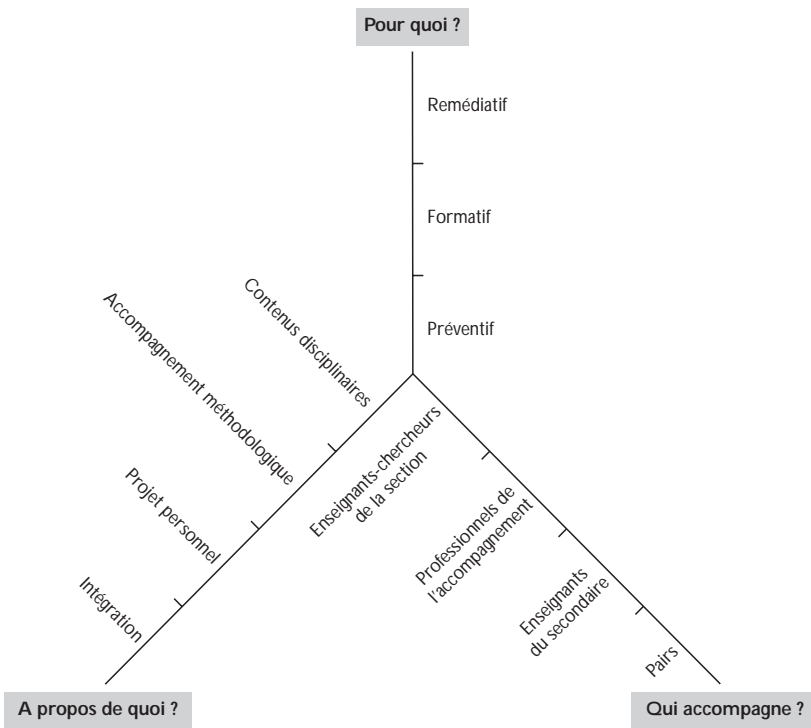 Pour quoi ?
Remédiatif
Formatif
Préventif
Contenus disciplinaires
Accompagnement méthodologique
Projet personnel
Intégration
Enseignants-chercheurs
de la section
Professionnels de
l'accompagnement
Enseignants
du secondaire
Pairs
A propos de quoi ?
Qui accompagne ?